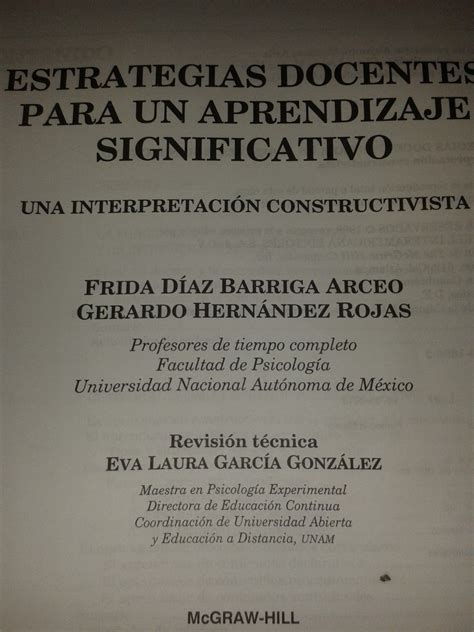 ESTRATEGIAS DOCENTES
PARA UN APRENDIZAJE
SIGNIFICATIVO
UNA INTERPRETACIÓN CONSTRUCTIVISTA
FRIDA DÍAZ BARRIGA ARCEO
GERARDO HERNÁNDEZ ROJAS
Profesores de tiempo completo
Facultad de Psicología
Universidad Nacional Autónoma de México
Revisión técnica
EVA LAURA GARCÍA GONZÁLEZ
Maestra en Psicología Experimental
Directora de Educación Continua
Coordinación de Universidad Abierta
y Educación a Distancia, UNAM
McGRAW-HILL